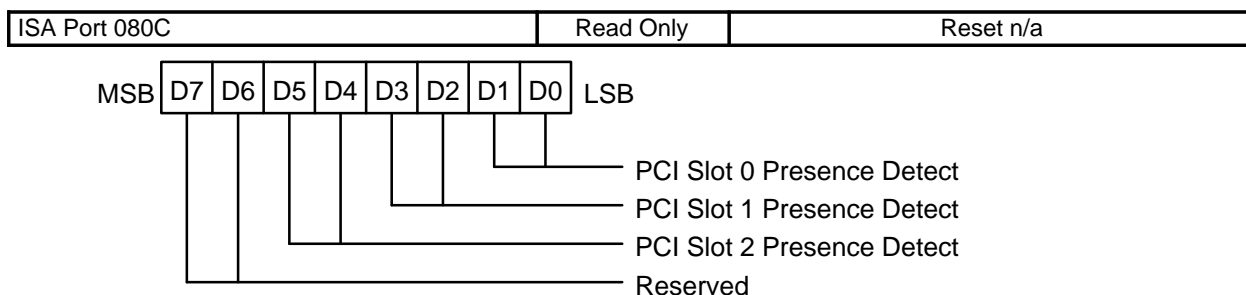 ISA Port 080C Read Only Reset n/a
MSB D7 D6 D5 D4 D3 D2 D1 D0 LSB
PCI Slot 0 Presence Detect
PCI Slot 1 Presence Detect
PCI Slot 2 Presence Detect
Reserved